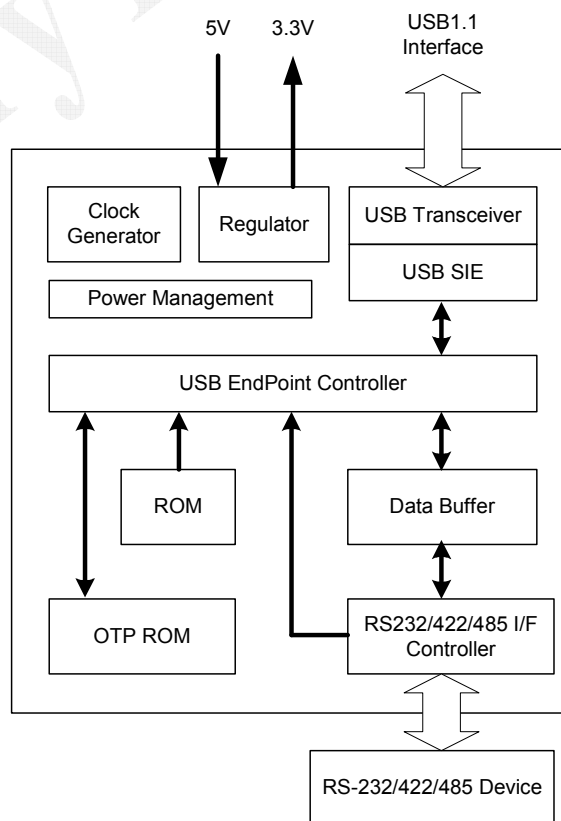 5V
3.3V
USB1.1
Interface
Clock
Generator
Regulator
USB Transceiver
USB SIE
Power Management
USB EndPoint Controller
ROM
Data Buffer
OTP ROM
RS232/422/485 I/F
Controller
RS-232/422/485 Device